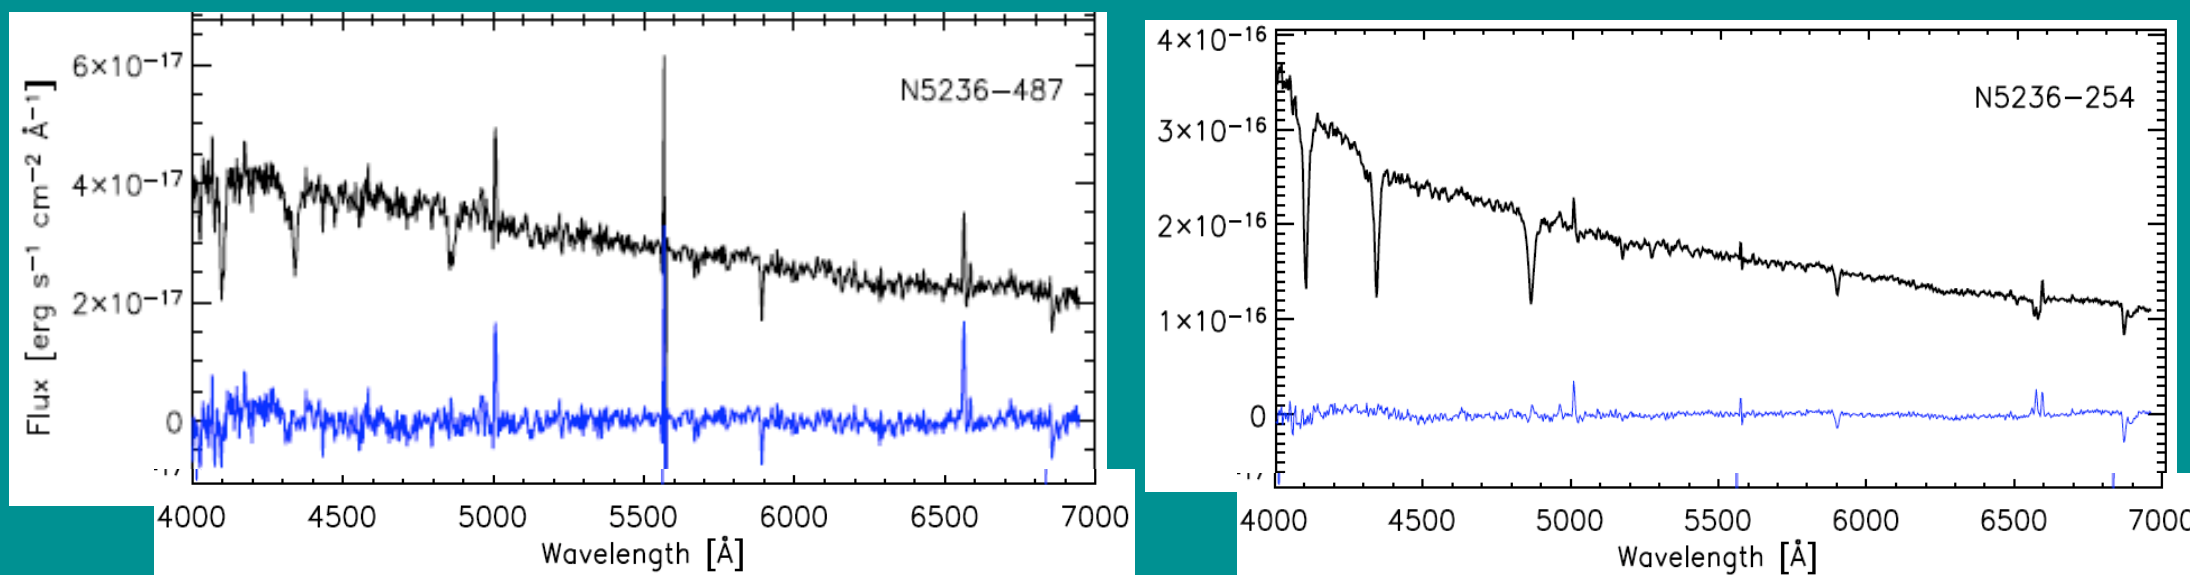 6×10−17
4×10−17
2×10−17
0
Flux [erg s−1 cm−2 Å−1]
N5236−487
4000 4500 5000 5500 6000 6500 7000
Wavelength [Å]
4×10−16
3×10−16
2×10−16
1×10−16
0
N5236−254
4000 4500 5000 5500 6000 6500 7000
Wavelength [Å]